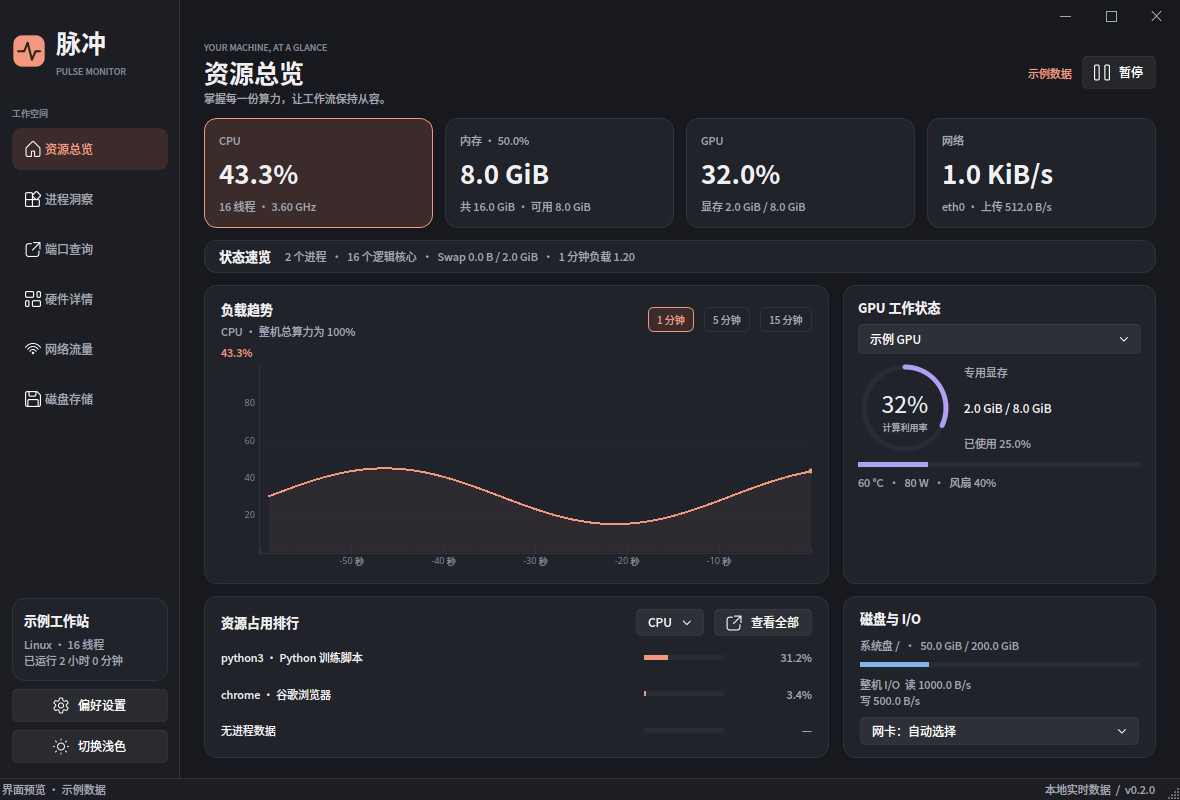 脉冲
PULSE MONITOR
工作空间
资源总览
进程洞察
端口查询
硬件详情
网络流量
磁盘存储
示例工作站
Linux • 16 线程
已运行 2 小时 0 分钟
偏好设置
切换浅色
YOUR MACHINE, AT A GLANCE
资源总览
掌握每一份算力，让工作流保持从容。
示例数据
暂停
CPU
43.3%
16 线程 • 3.60 GHz
内存 • 50.0%
8.0 GiB
共 16.0 GiB • 可用 8.0 GiB
GPU
32.0%
显存 2.0 GiB / 8.0 GiB
网络
1.0 KiB/s
eth0 • 上传 512.0 B/s
状态速览 2 个进程 • 16 个逻辑核心 • Swap 0.0 B / 2.0 GiB • 1 分钟负载 1.20
负载趋势
CPU • 整机总算力为 100%
43.3%
1 分钟 5 分钟 15 分钟
80
60
40
20
-50 秒 -40 秒 -30 秒 -20 秒 -10 秒
GPU 工作状态
示例 GPU
32%
计算利用率
专用显存
2.0 GiB / 8.0 GiB
已使用 25.0%
60 °C • 80 W • 风扇 40%
资源占用排行
CPU
查看全部
python3 • Python 训练脚本 31.2%
chrome • 谷歌浏览器 3.4%
无进程数据 —
磁盘与 I/O
系统盘 / • 50.0 GiB / 200.0 GiB
整机 I/O 读 1000.0 B/s
写 500.0 B/s
网卡：自动选择
界面预览 • 示例数据
本地实时数据 / v0.2.0